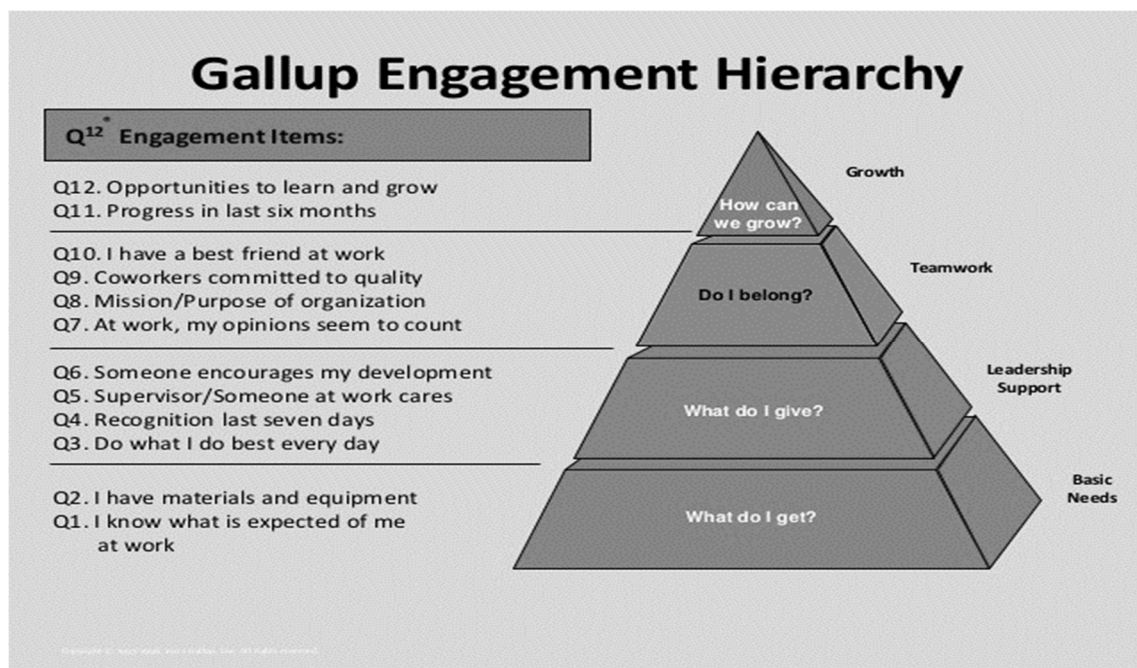 Gallup Engagement Hierarchy
Q12* Engagement Items:
Q12. Opportunities to learn and grow
Q11. Progress in last six months
Q10. I have a best friend at work
Q9. Coworkers committed to quality
Q8. Mission/Purpose of organization
Q7. At work, my opinions seem to count
Q6. Someone encourages my development
Q5. Supervisor/Someone at work cares
Q4. Recognition last seven days
Q3. Do what I do best every day
Q2. I have materials and equipment
Q1. I know what is expected of me
at work
How can
we grow?
Growth
Do I belong?
Teamwork
What do I give?
Leadership
Support
What do I get?
Basic
Needs